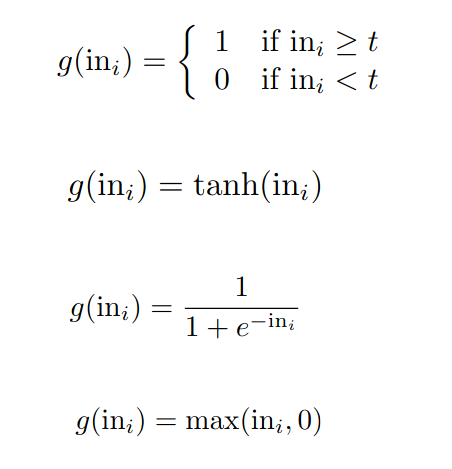 g(in_i) = { 1 if in_i ≥ t
0 if in_i < t
g(in_i) = tanh(in_i)
g(in_i) = 1 / (1 + e^{−in_i})
g(in_i) = max(in_i, 0)